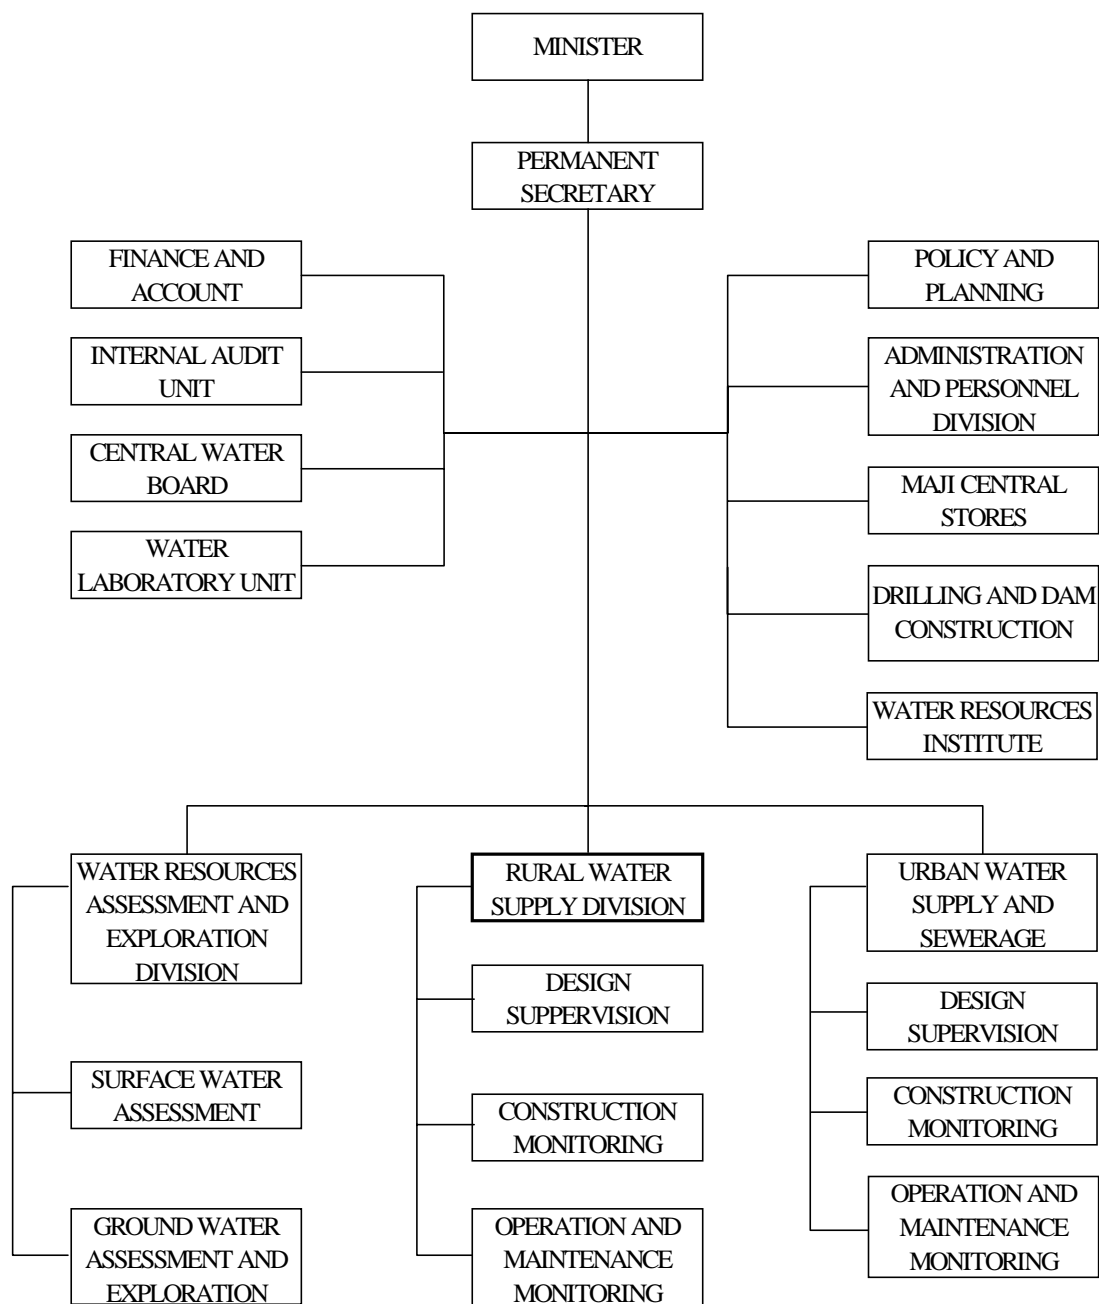 MINISTER
PERMANENT
SECRETARY
FINANCE AND
ACCOUNT
INTERNAL AUDIT
UNIT
CENTRAL WATER
BOARD
WATER
LABORATORY UNIT
POLICY AND
PLANNING
ADMINISTRATION
AND PERSONNEL
DIVISION
MAJI CENTRAL
STORES
DRILLING AND DAM
CONSTRUCTION
WATER RESOURCES
INSTITUTE
WATER RESOURCES
ASSESSMENT AND
EXPLORATION
DIVISION
SURFACE WATER
ASSESSMENT
GROUND WATER
ASSESSMENT AND
EXPLORATION
RURAL WATER
SUPPLY DIVISION
DESIGN
SUPPERVISION
CONSTRUCTION
MONITORING
OPERATION AND
MAINTENANCE
MONITORING
URBAN WATER
SUPPLY AND
SEWERAGE
DESIGN
SUPERVISION
CONSTRUCTION
MONITORING
OPERATION AND
MAINTENANCE
MONITORING